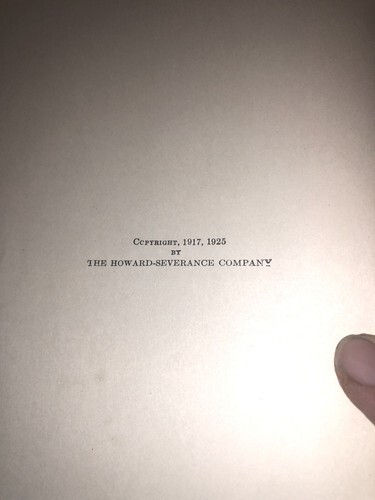 COPYRIGHT, 1917, 1925
BY
THE HOWARD-SEVERANCE COMPANY